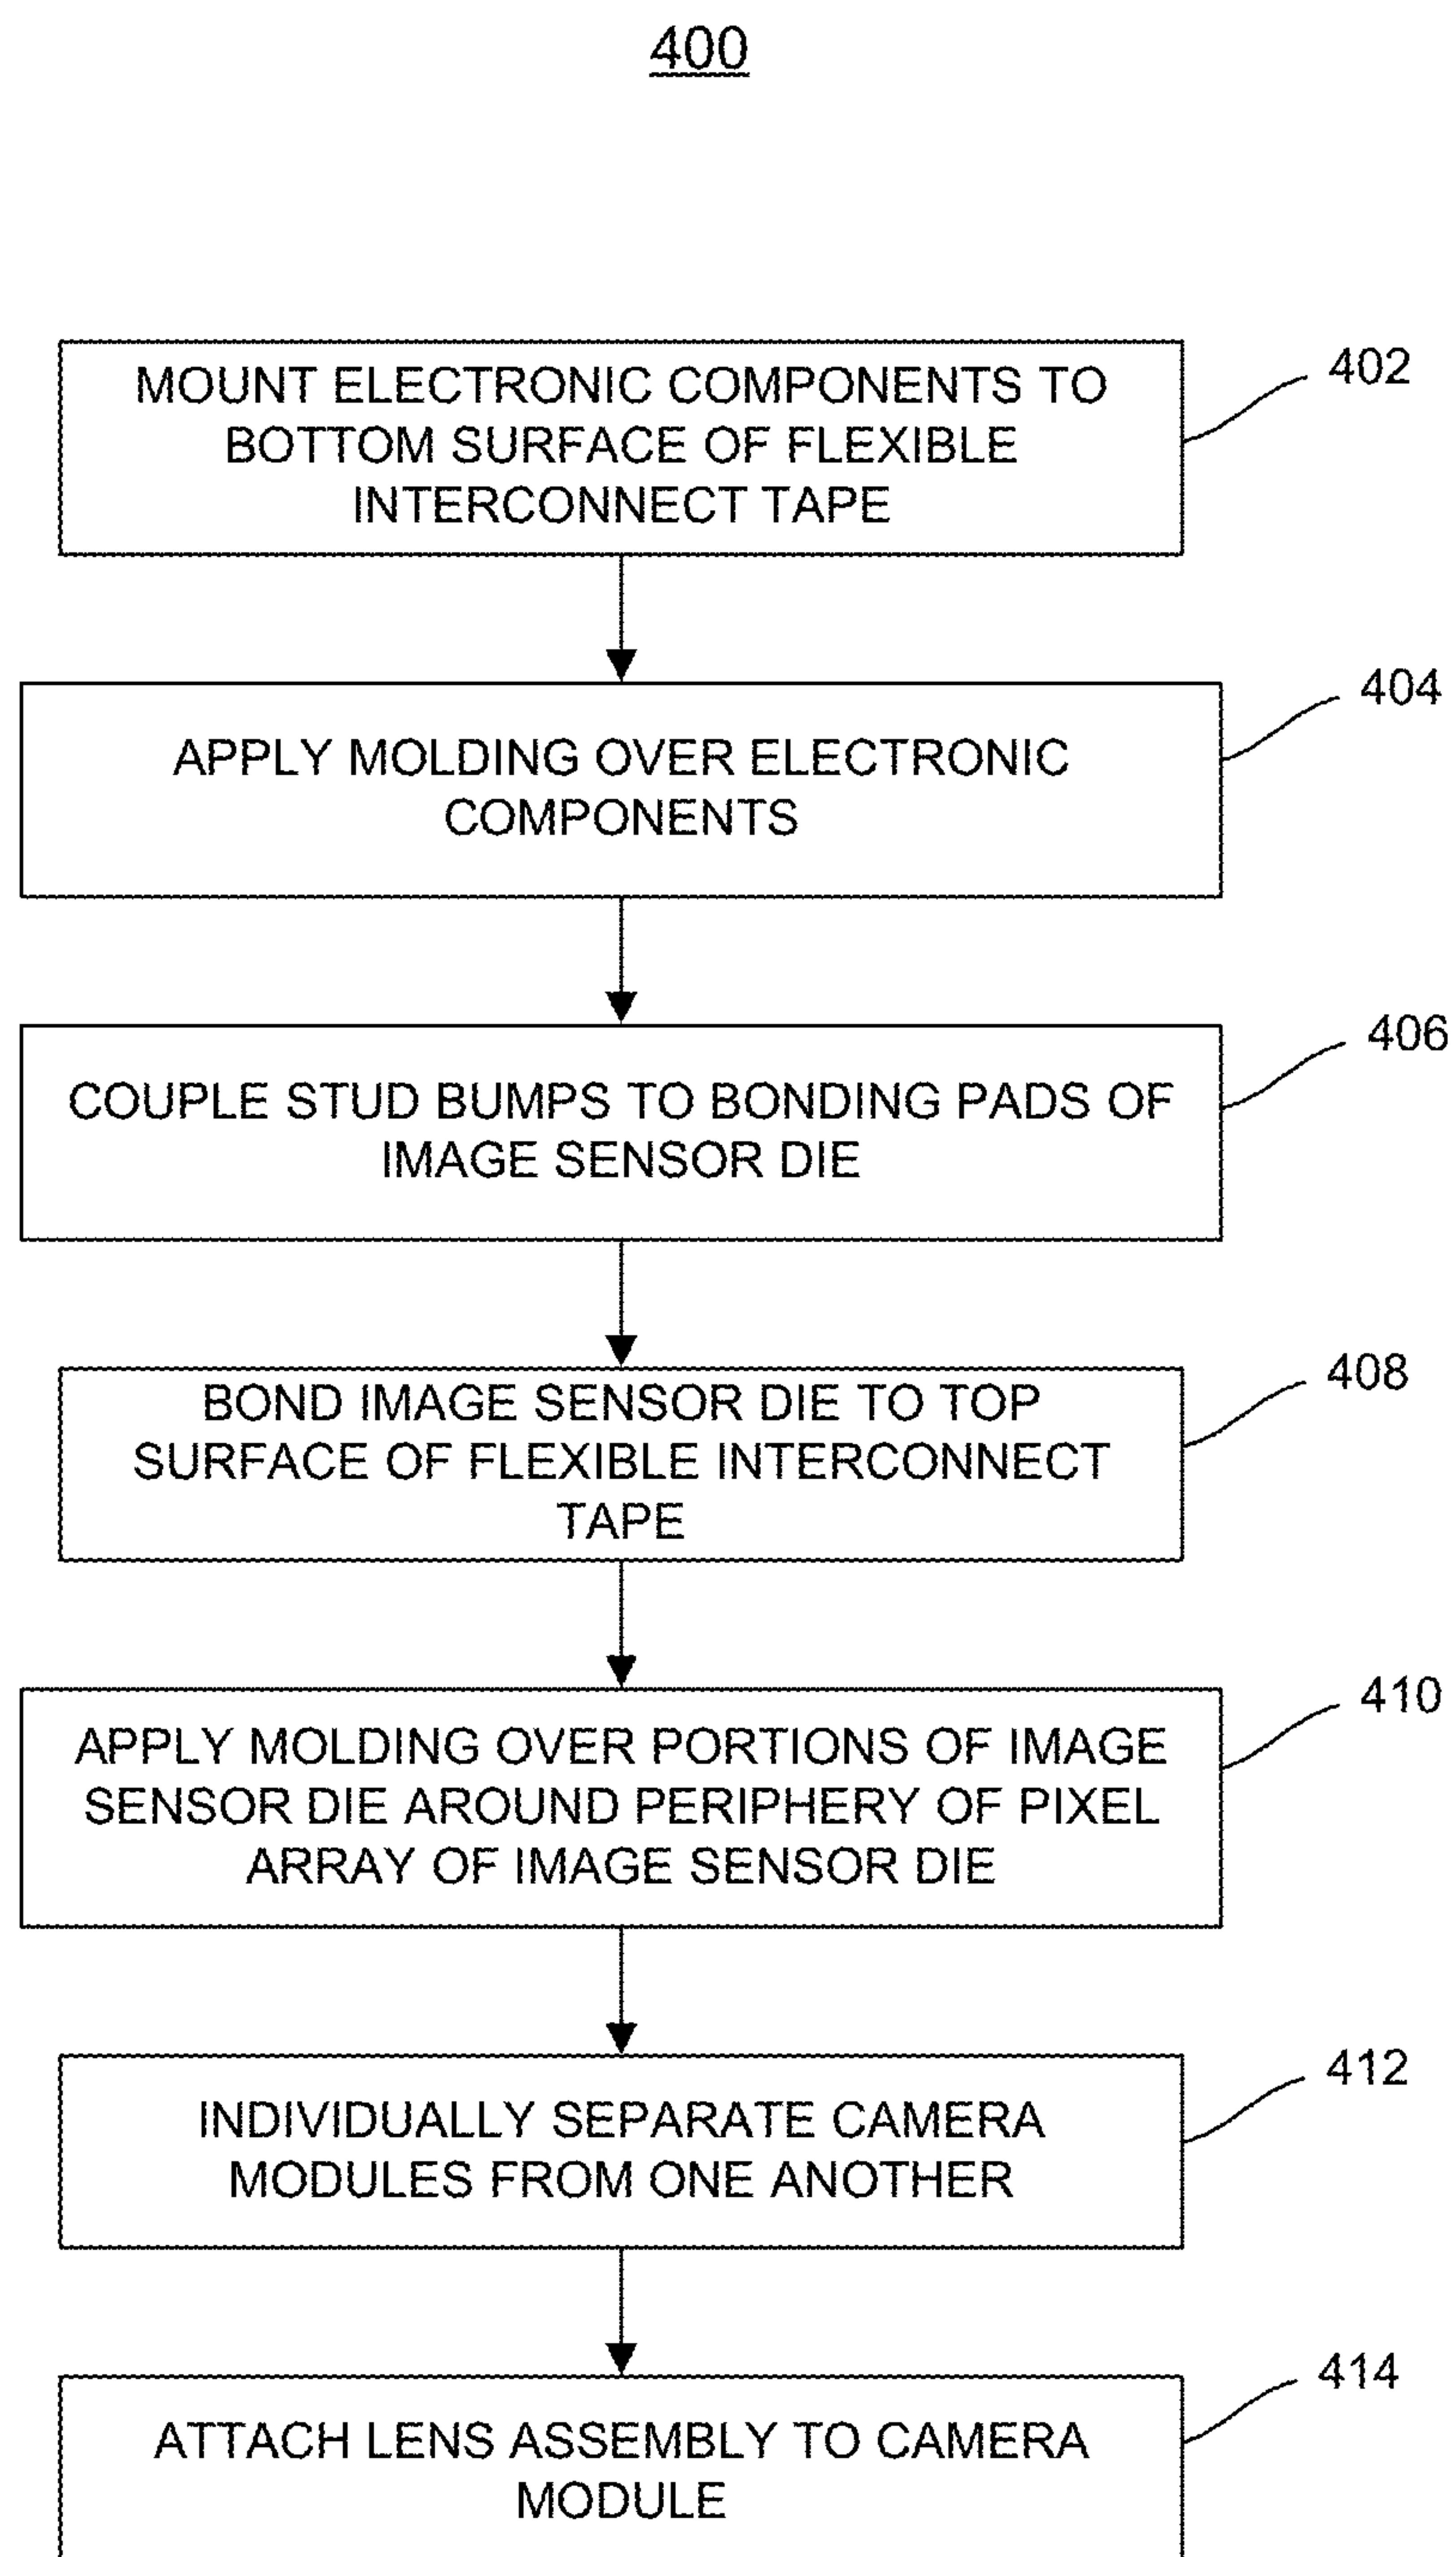 400
MOUNT ELECTRONIC COMPONENTS TO
BOTTOM SURFACE OF FLEXIBLE
INTERCONNECT TAPE
402
APPLY MOLDING OVER ELECTRONIC
COMPONENTS
404
COUPLE STUD BUMPS TO BONDING PADS OF
IMAGE SENSOR DIE
406
BOND IMAGE SENSOR DIE TO TOP
SURFACE OF FLEXIBLE INTERCONNECT
TAPE
408
APPLY MOLDING OVER PORTIONS OF IMAGE
SENSOR DIE AROUND PERIPHERY OF PIXEL
ARRAY OF IMAGE SENSOR DIE
410
INDIVIDUALLY SEPARATE CAMERA
MODULES FROM ONE ANOTHER
412
ATTACH LENS ASSEMBLY TO CAMERA
MODULE
414